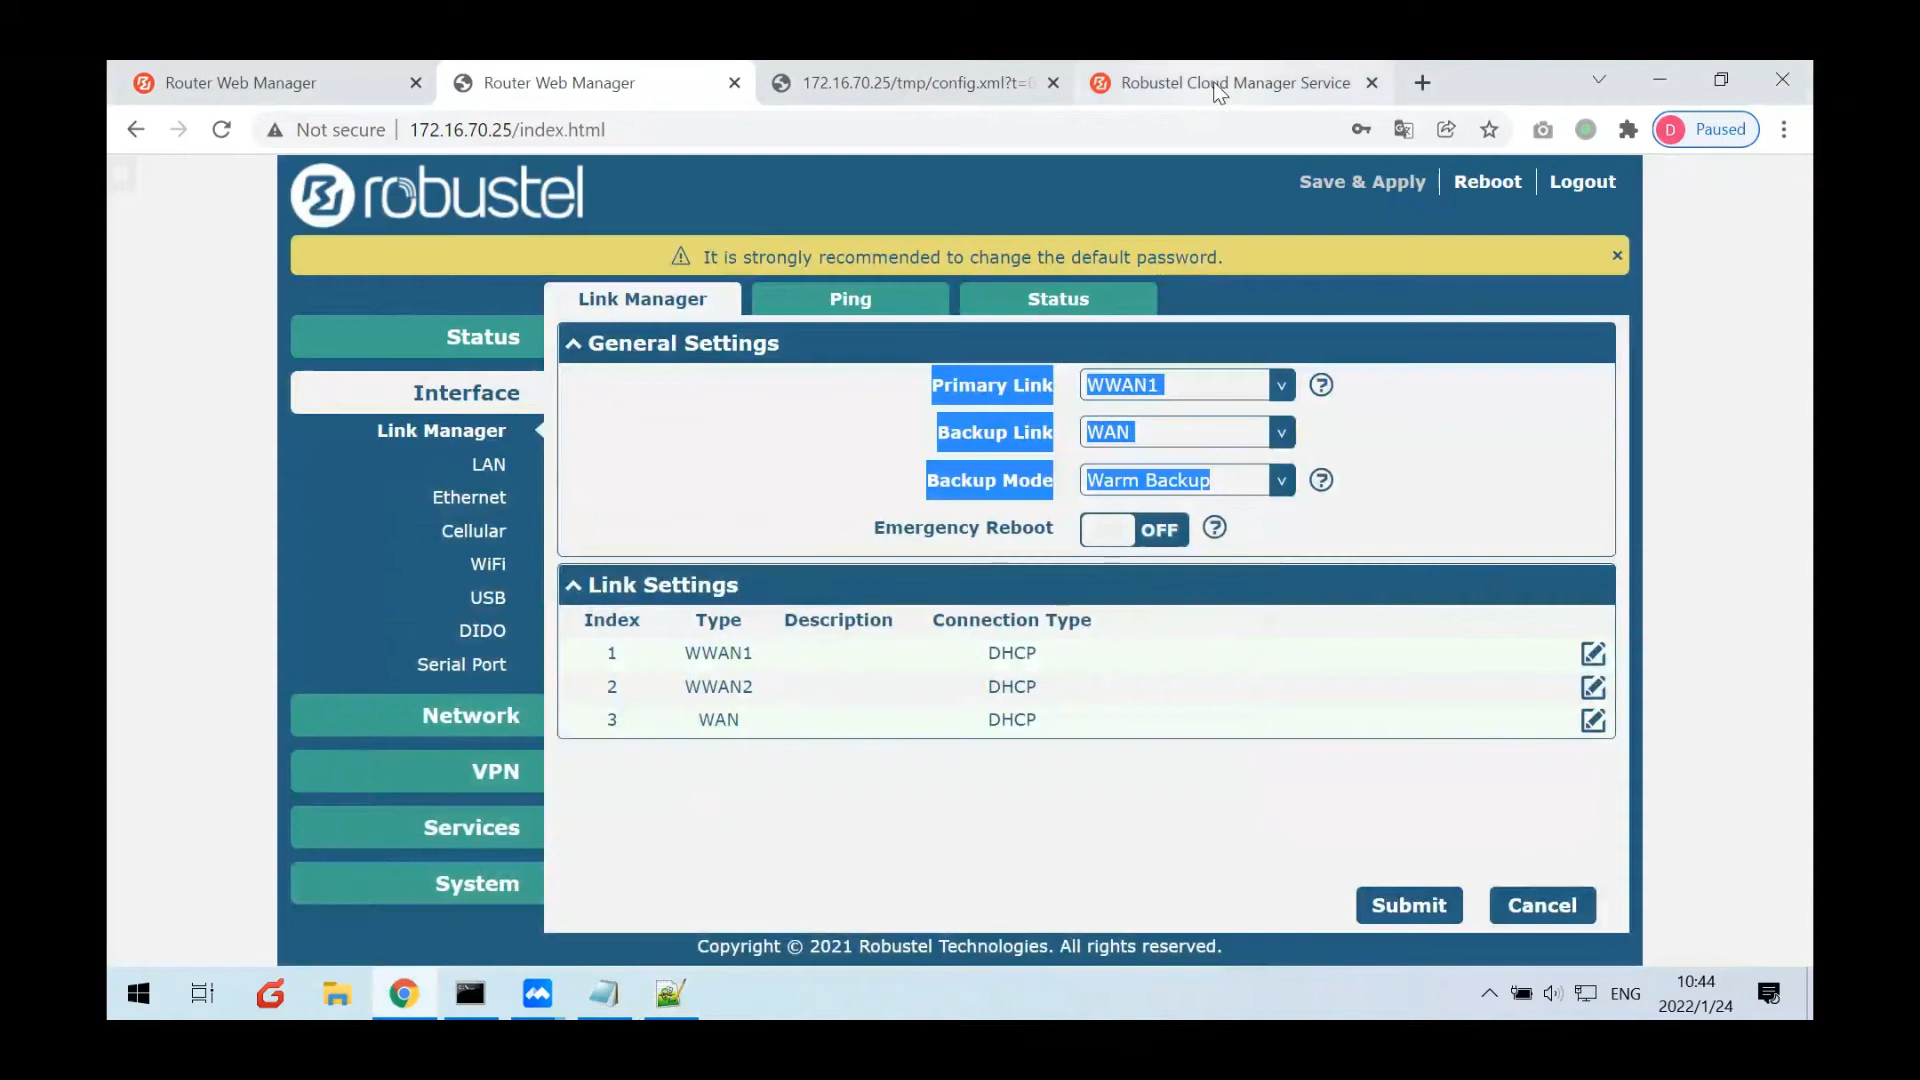 Router Web Manager
Router Web Manager
172.16.70.25/tmp/config.xml?t=
Robustel Cloud Manager Service
Not secure
172.16.70.25/index.html
D
Paused
robustel
Save & Apply
Reboot
Logout
It is strongly recommended to change the default password.
Link Manager
Ping
Status
Status
Interface
Link Manager
LAN
Ethernet
Cellular
WiFi
USB
DIDO
Serial Port
Network
VPN
Services
System
General Settings
Primary Link WWAN1
Backup Link WAN
Backup Mode Warm Backup
Emergency Reboot OFF
Link Settings
Index Type Description Connection Type
1 WWAN1 DHCP
2 WWAN2 DHCP
3 WAN DHCP
Submit
Cancel
Copyright © 2021 Robustel Technologies. All rights reserved.
ENG
10:44
2022/1/24